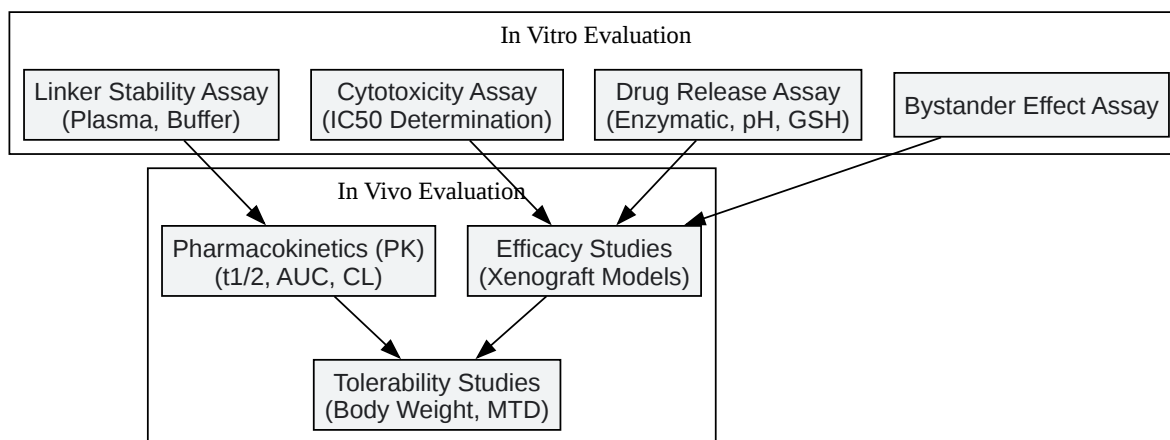 In Vitro Evaluation
Linker Stability Assay
(Plasma, Buffer)
Cytotoxicity Assay
(IC50 Determination)
Drug Release Assay
(Enzymatic, pH, GSH)
Bystander Effect Assay
In Vivo Evaluation
Pharmacokinetics (PK)
(t1/2, AUC, CL)
Efficacy Studies
(Xenograft Models)
Tolerability Studies
(Body Weight, MTD)